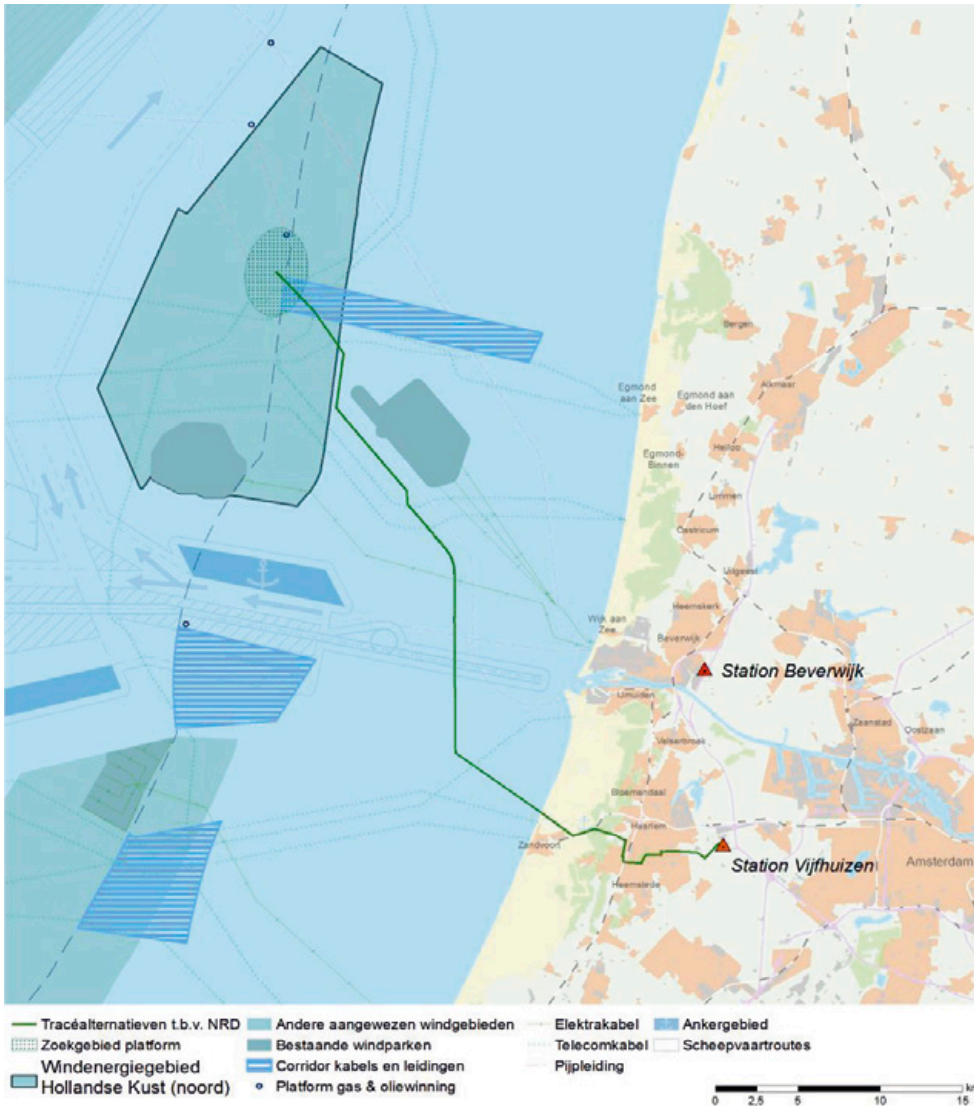 Bergen
Alkmaar
Egmond
aan Zee
Egmond aan
den Hoef
Heiloo
Egmond-
Binnen
Limmen
Castricum
Uitgeest
Heemskerk
Wijk aan
Zee
Beverwijk
Station Beverwijk
IJmuiden
Zaanstad
Oostzaan
Velserbroek
Bloemendaal
Haarlem
Zandvoort
Station Vijfhuizen
Amsterdam
Heemstede
Tracéalternatieven t.b.v. NRD
Zoekgebied platform
Windenergiegebied
Hollandse Kust (noord)
Andere aangewezen windgebieden
Bestaande windparken
Corridor kabels en leidingen
Platform gas & oliewinning
Elektrakabel
Telecomkabel
Pijpleiding
Ankergebied
Scheepvaartroutes
km
0 2,5 5 10 15